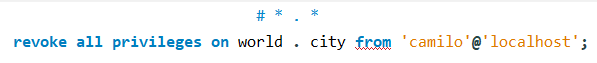 # * . *
revoke all privileges on world . city from 'camilo'@'localhost';